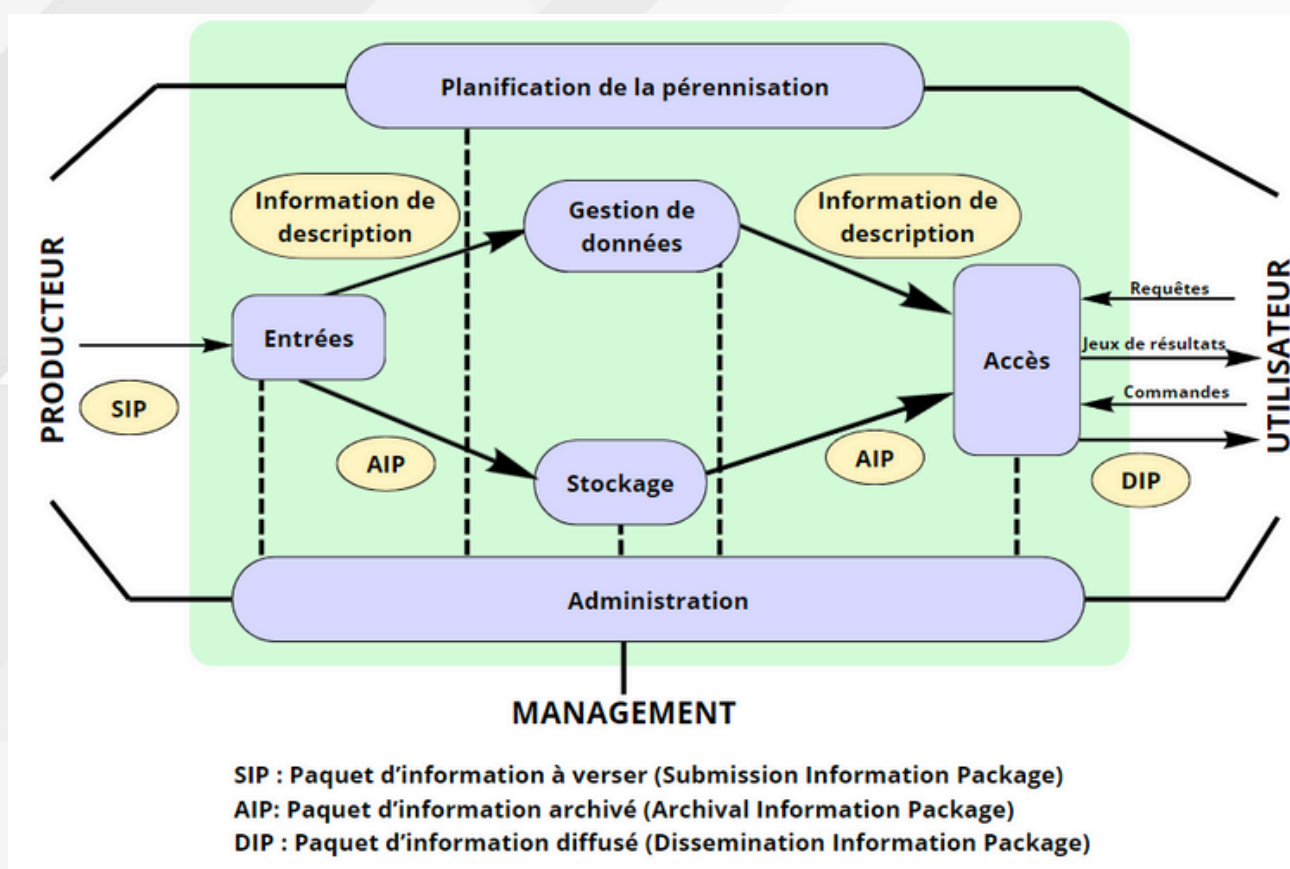 Planification de la pérennisation
Information de
description
Gestion de
données
Information de
description
PRODUCTEUR
Entrées
SIP
AIP
Stockage
AIP
Accès
Requêtes
Jeux de résultats
Commandes
DIP
UTILISATEUR
Administration
MANAGEMENT
SIP : Paquet d’information à verser (Submission Information Package)
AIP: Paquet d’information archivé (Archival Information Package)
DIP : Paquet d’information diffusé (Dissemination Information Package)